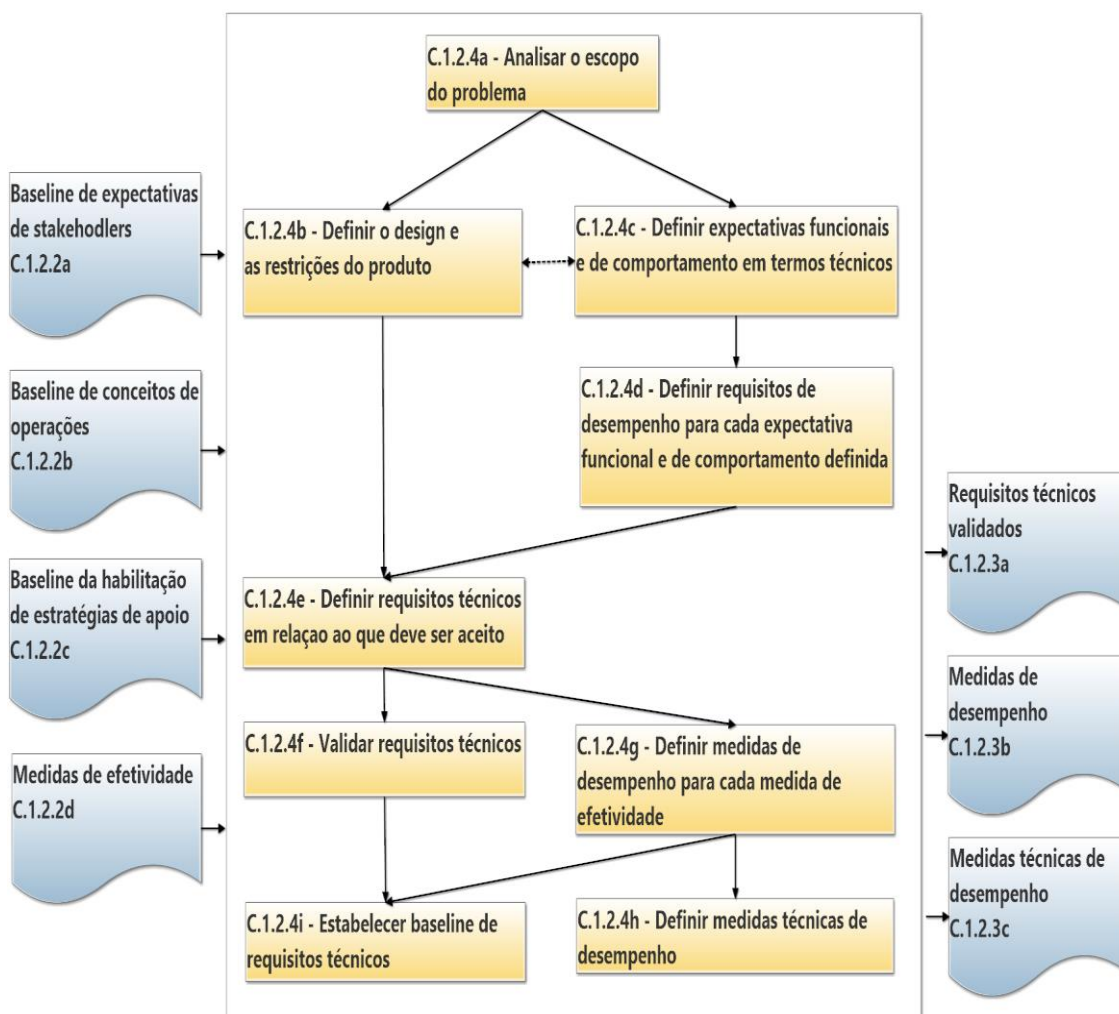 C.1.2.4a - Analisar o escopo
do problema
Baseline de expectativas
de stakehodlers
C.1.2.2a
C.1.2.4b - Definir o design e
as restrições do produto
C.1.2.4c - Definir expectativas funcionais
e de comportamento em termos técnicos
Baseline de conceitos de
operações
C.1.2.2b
C.1.2.4d - Definir requisitos de
desempenho para cada expectativa
funcional e de comportamento definida
Requisitos técnicos
validados
C.1.2.3a
Baseline da habilitação
de estratégias de apoio
C.1.2.2c
C.1.2.4e - Definir requisitos técnicos
em relaçao ao que deve ser aceito
Medidas de
desempenho
C.1.2.3b
C.1.2.4f - Validar requisitos técnicos
C.1.2.4g - Definir medidas de
desempenho para cada medida de
efetividade
Medidas de efetividade
C.1.2.2d
Medidas técnicas de
desempenho
C.1.2.3c
C.1.2.4i - Estabelecer baseline de
requisitos técnicos
C.1.2.4h - Definir medidas técnicas de
desempenho